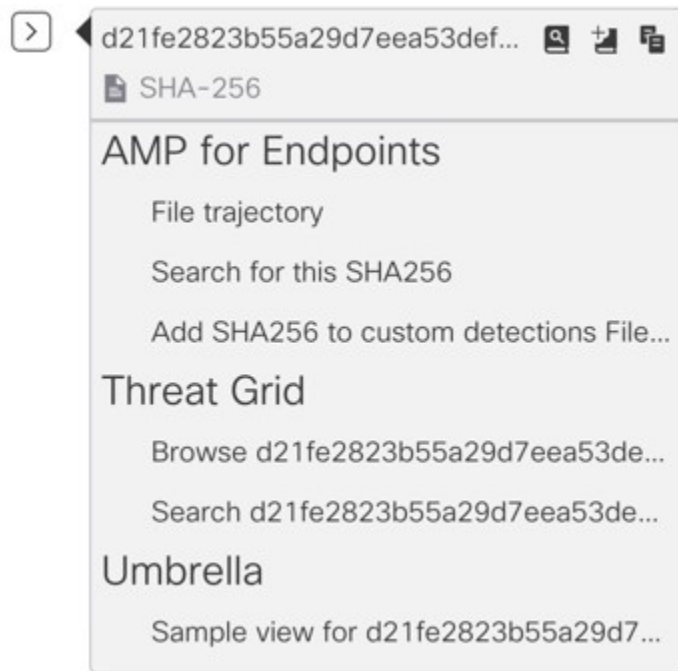 d21fe2823b55a29d7eea53def...
SHA-256
AMP for Endpoints
File trajectory
Search for this SHA256
Add SHA256 to custom detections File...
Threat Grid
Browse d21fe2823b55a29d7eea53de...
Search d21fe2823b55a29d7eea53de...
Umbrella
Sample view for d21fe2823b55a29d7...